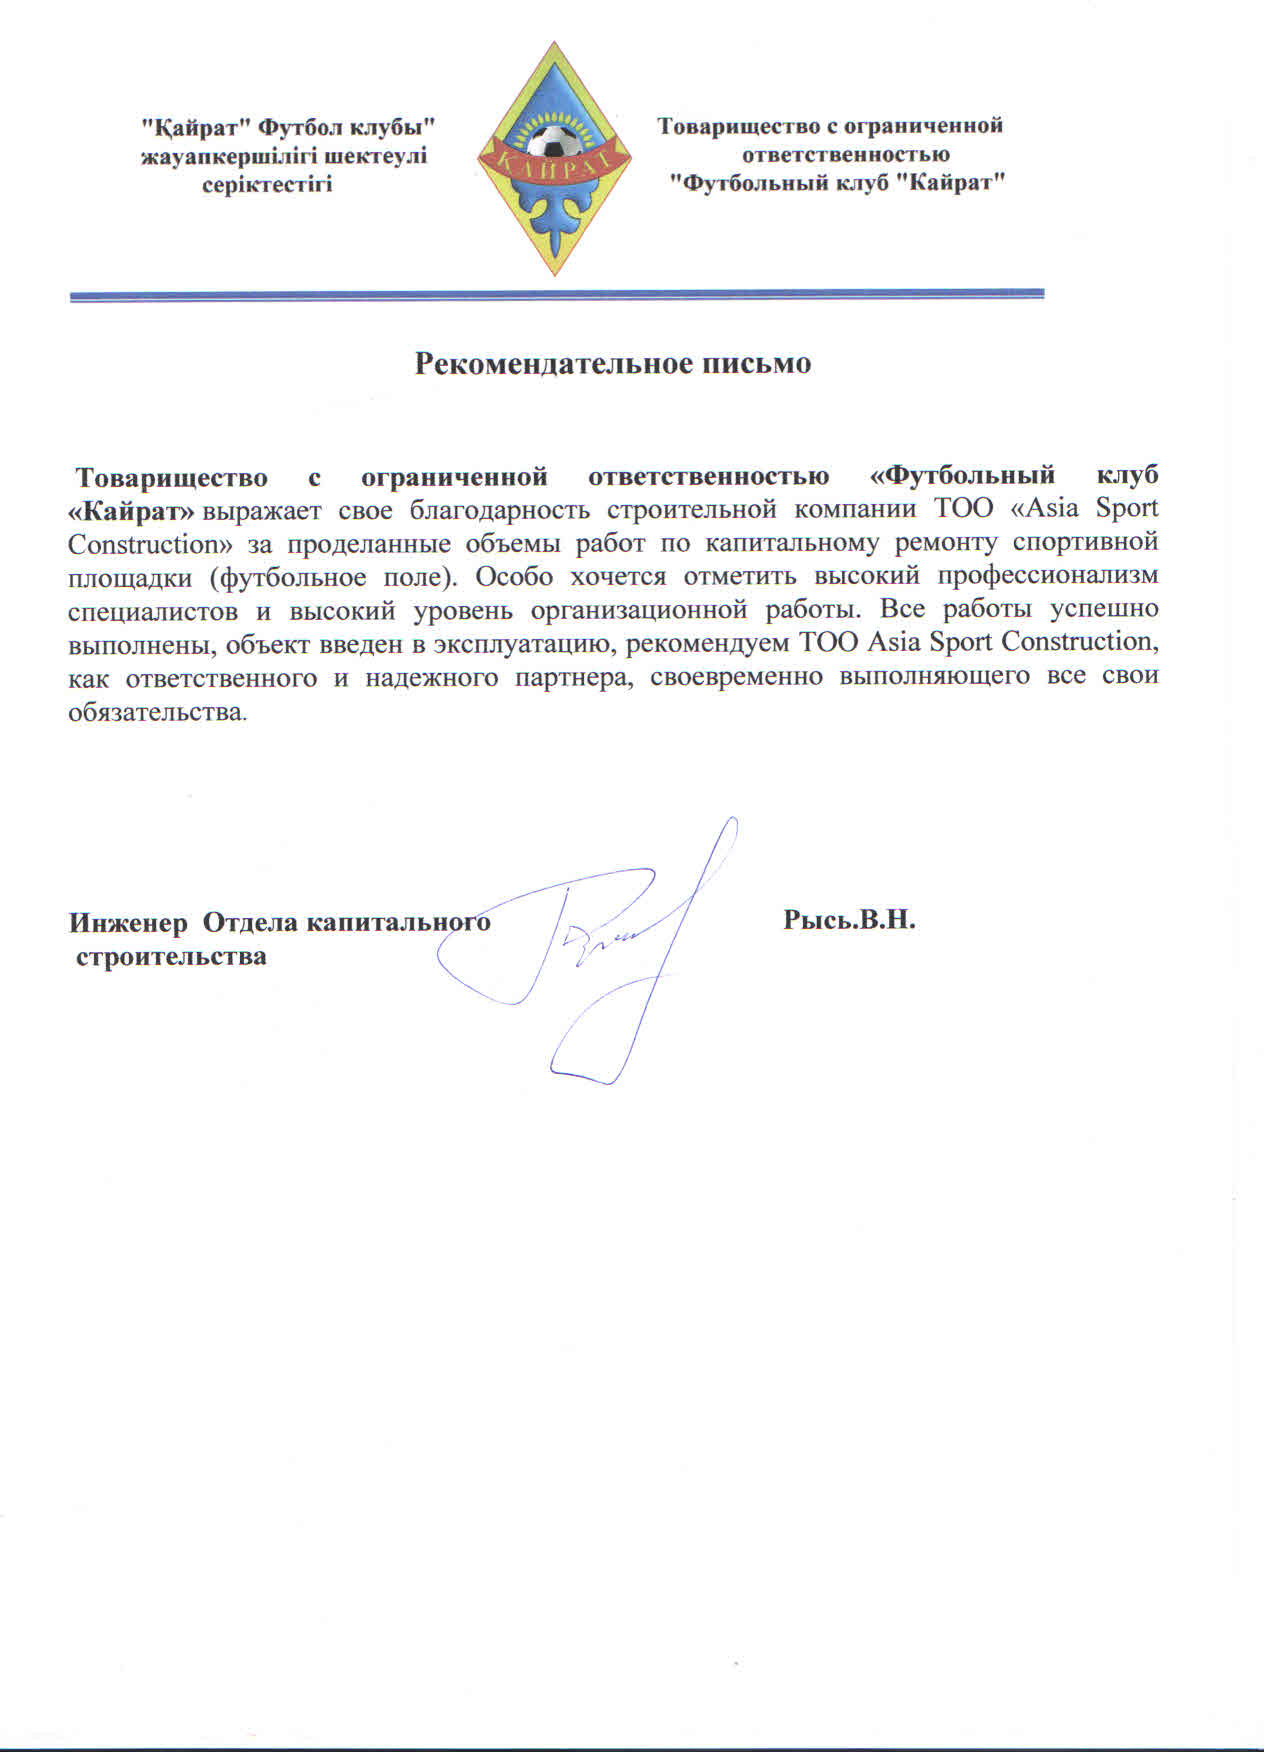 "Қайрат" Футбол клубы"
жауапкершілігі шектеулі
серіктестігі
КАЙРАТ
Товарищество с ограниченной
ответственностью
"Футбольный клуб "Кайрат"
Рекомендательное письмо
Товарищество с ограниченной ответственностью «Футбольный клуб
«Кайрат» выражает свое благодарность строительной компании ТОО «Asia Sport
Construction» за проделанные объемы работ по капитальному ремонту спортивной
площадки (футбольное поле). Особо хочется отметить высокий профессионализм
специалистов и высокий уровень организационной работы. Все работы успешно
выполнены, объект введен в эксплуатацию, рекомендуем ТОО Asia Sport Construction,
как ответственного и надежного партнера, своевременно выполняющего все свои
обязательства.
Инженер Отдела капитального
строительства
Рысь.В.Н.